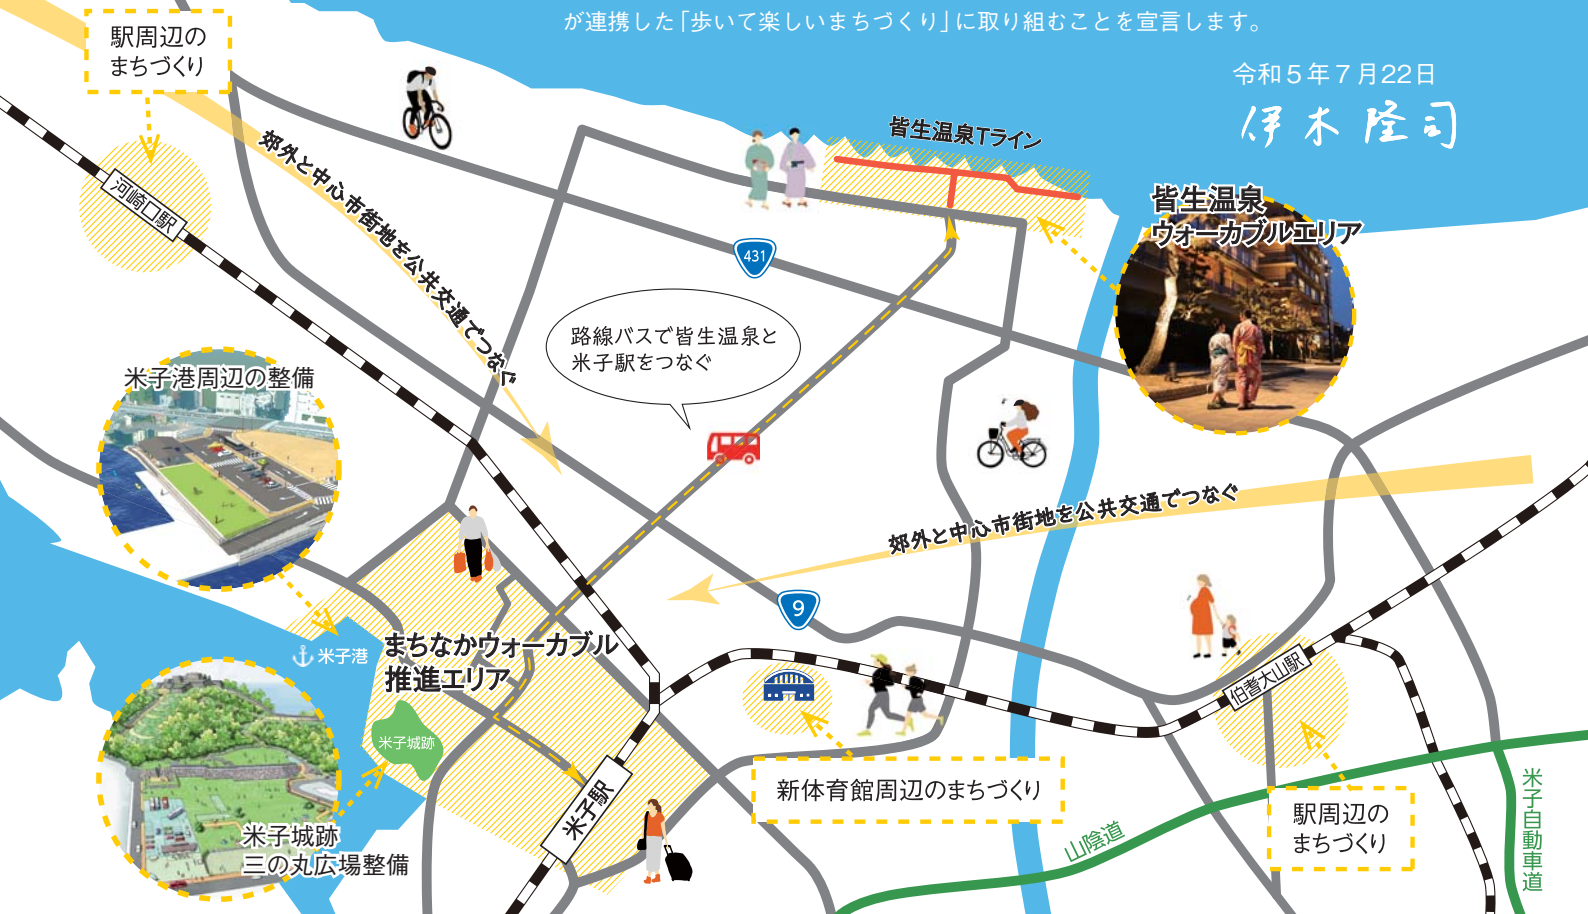 が連携した「歩いて楽しいまちづくり」に取り組むことを宣言します。
令和5年7月22日
伊木 隆司
駅周辺の
まちづくり
河崎口駅
郊外と中心市街地を公共交通でつなぐ
皆生温泉Tライン
皆生温泉
ウォーカブルエリア
431
路線バスで皆生温泉と
米子駅をつなぐ
米子港周辺の整備
郊外と中心市街地を公共交通でつなぐ
9
米子港
まちなかウォーカブル
推進エリア
米子城跡
米子城跡
三の丸広場整備
米子駅
新体育館周辺のまちづくり
伯耆大山駅
駅周辺の
まちづくり
山陰道
米子自動車道